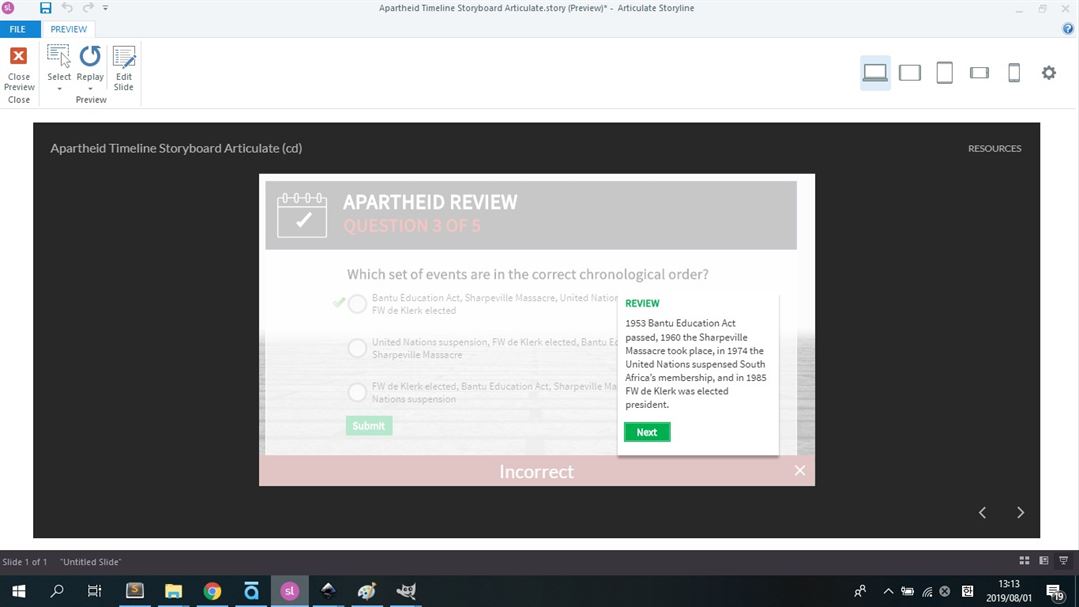 Apartheid Timeline Storyboard Articulate.story (Preview)* - Articulate Storyline
FILE
PREVIEW
Close Preview
Select
Replay
Edit Slide
Close
Preview
Apartheid Timeline Storyboard Articulate (cd)
RESOURCES
APARTHEID REVIEW
QUESTION 3 OF 5
Which set of events are in the correct chronological order?
Bantu Education Act, Sharpeville Massacre, United Nation
FW de Klerk elected
United Nations suspension, FW de Klerk elected, Bantu E
Sharpeville Massacre
FW de Klerk elected, Bantu Education Act, Sharpeville Ma
Nations suspension
Submit
REVIEW
1953 Bantu Education Act
passed, 1960 the Sharpeville
Massacre took place, in 1974 the
United Nations suspended South
Africa's membership, and in 1985
FW de Klerk was elected
president.
Next
Incorrect
Slide 1 of 1
"Untitled Slide"
13:13
2019/08/01
19